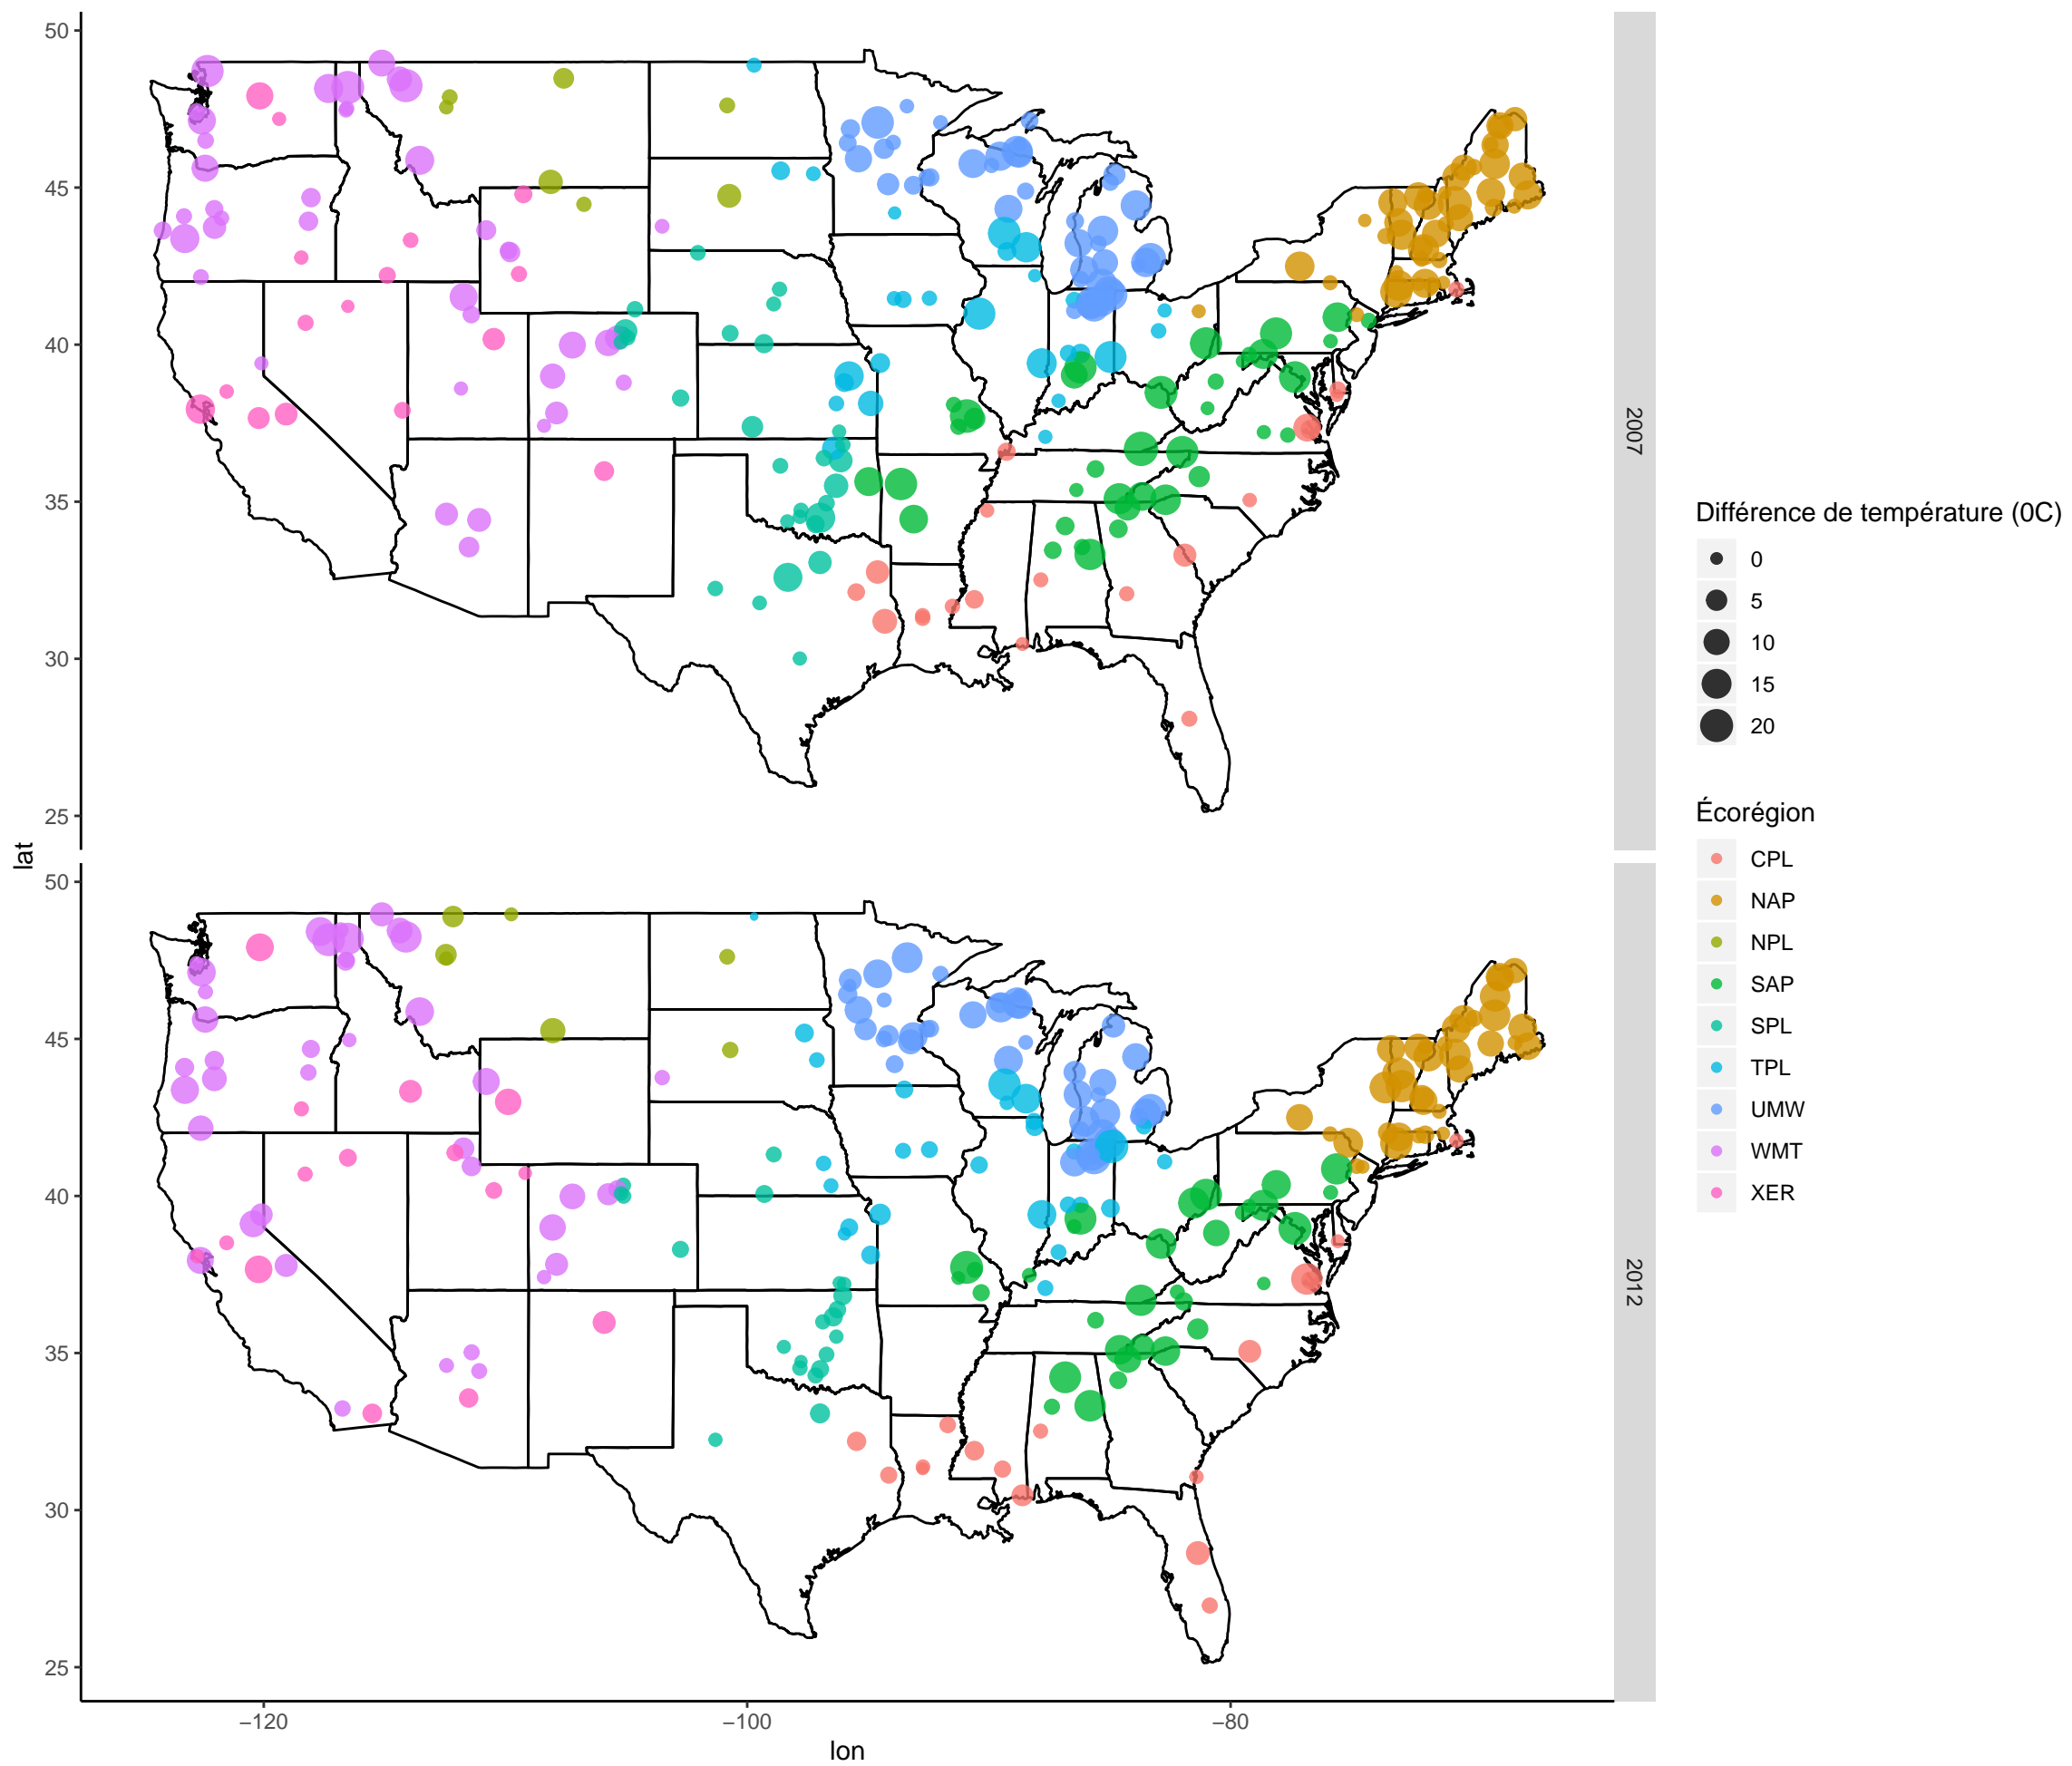 50
45
40
35
30
25
2007
lat
50
45
40
35
30
25
2012
−120
−100
−80
lon
Différence de température (0C)
0
5
10
15
20
Écorégion
CPL
NAP
NPL
SAP
SPL
TPL
UMW
WMT
XER